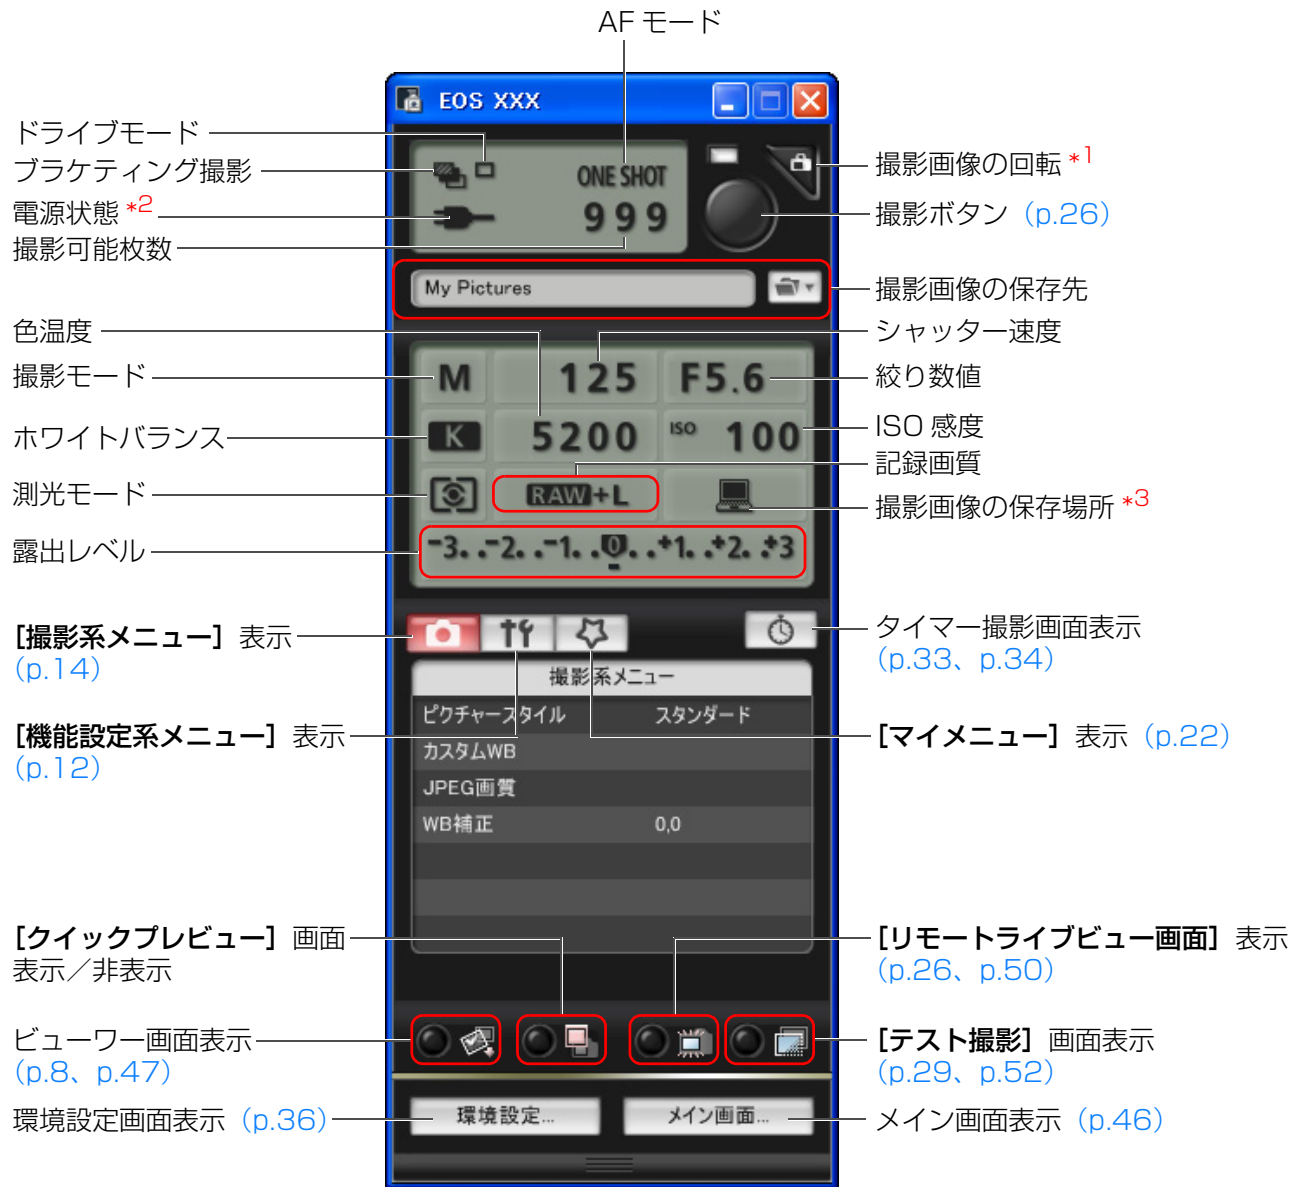 AF モード
EOS XXX
ドライブモード
ブラケティング撮影
電源状態 *2
撮影可能枚数
ONE SHOT
999
撮影画像の回転 *1
撮影ボタン（p.26）
My Pictures
撮影画像の保存先
色温度
撮影モード
ホワイトバランス
測光モード
露出レベル
M 125 F5.6
K 5200 ISO 100
RAW+L
-3..-2..-1..0..+1..+2..+3
シャッター速度
絞り数値
ISO 感度
記録画質
撮影画像の保存場所 *3
［撮影系メニュー］表示
（p.14）
［機能設定系メニュー］表示
（p.12）
タイマー撮影画面表示
（p.33、p.34）
［マイメニュー］表示（p.22）
撮影系メニュー
ピクチャースタイル スタンダード
カスタムWB
JPEG画質
WB補正 0,0
［クイックプレビュー］画面
表示／非表示
［リモートライブビュー画面］表示
（p.26、p.50）
ビューワー画面表示
（p.8、p.47）
［テスト撮影］画面表示
（p.29、p.52）
環境設定画面表示（p.36）
環境設定...
メイン画面...
メイン画面表示（p.46）